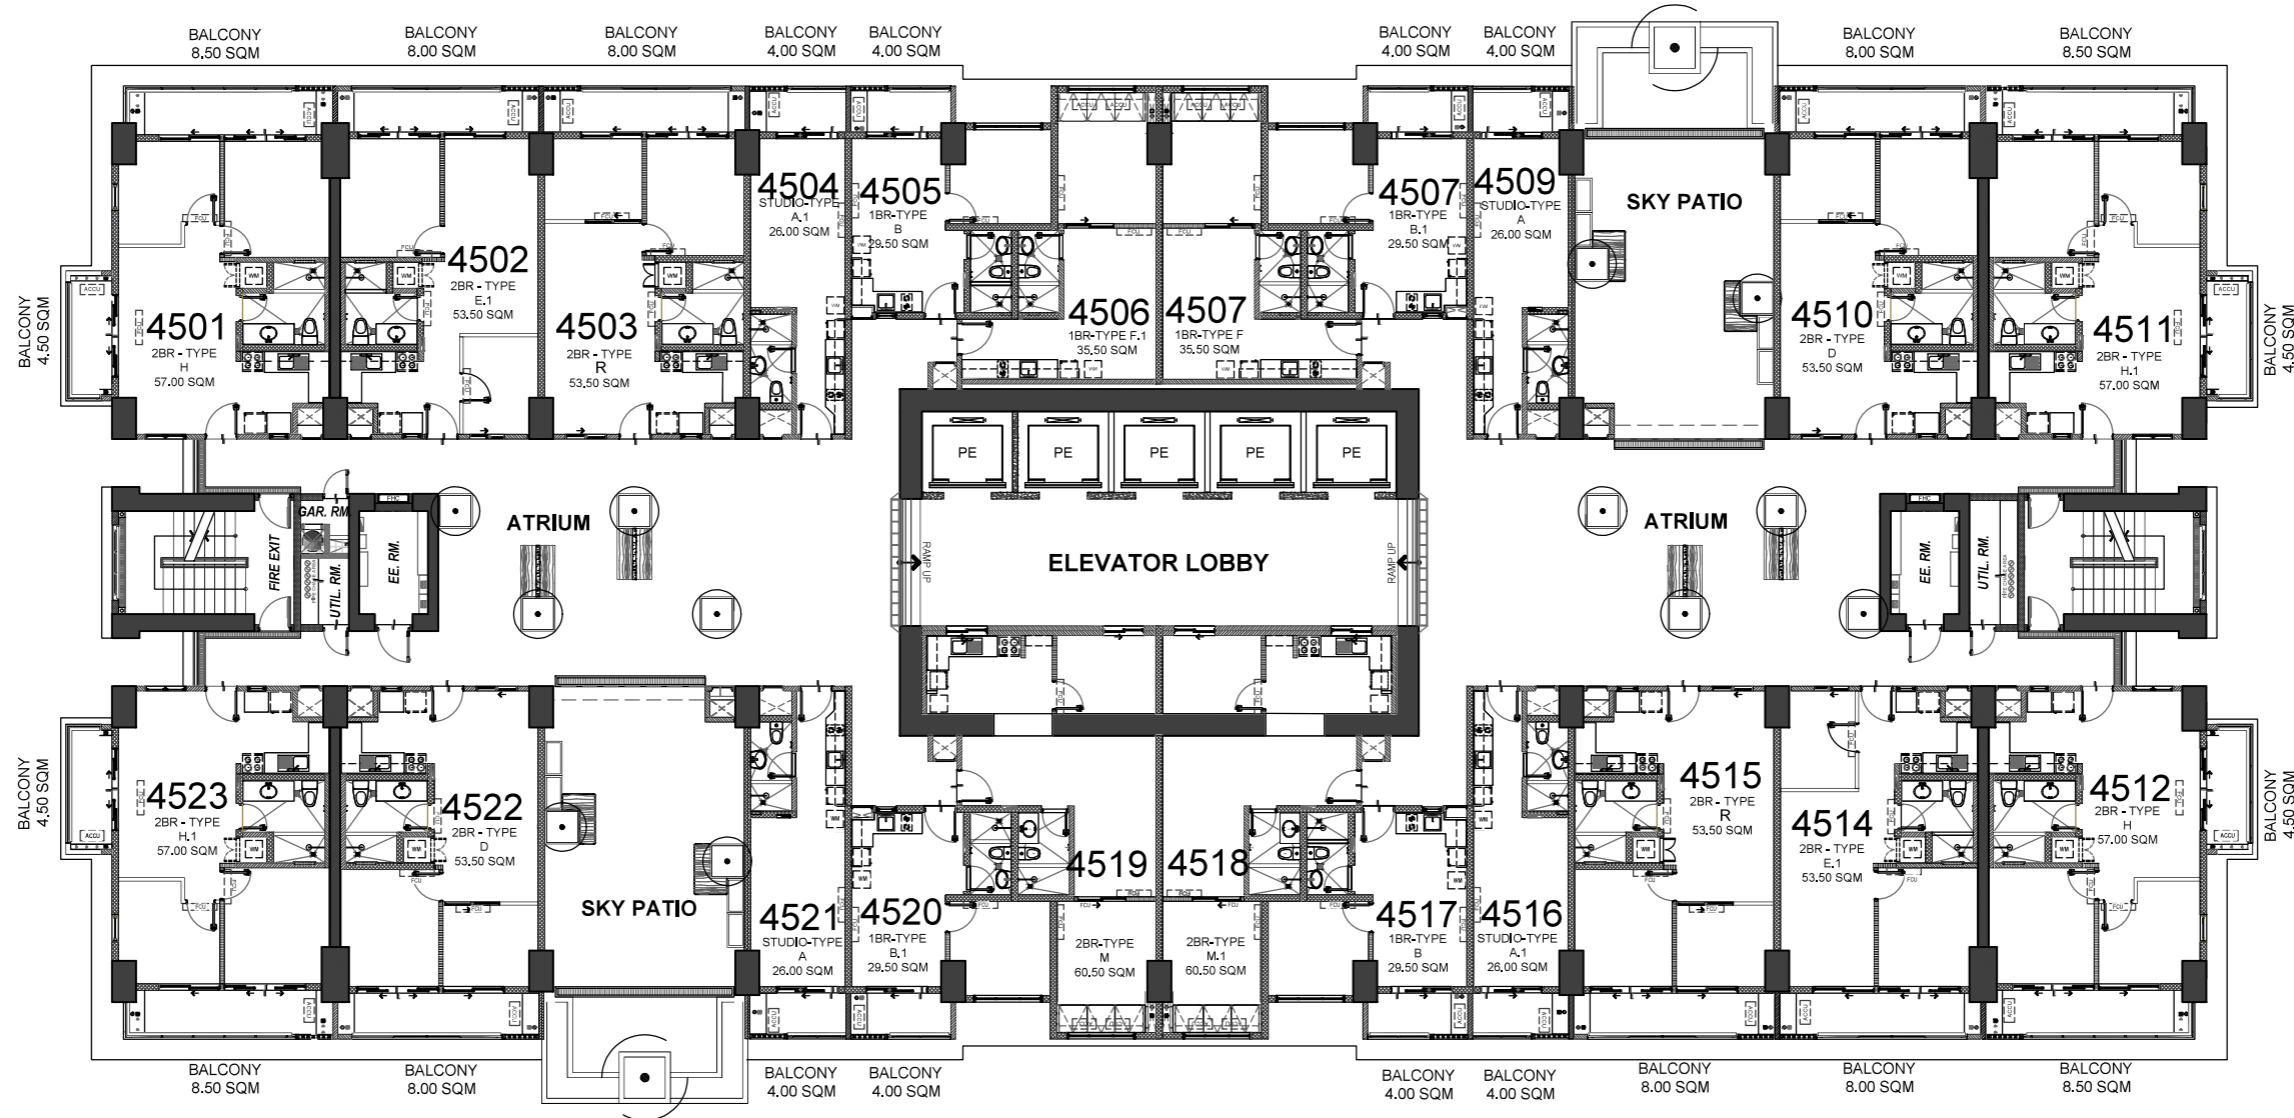 BALCONY
8.50 SQM
BALCONY
8.00 SQM
BALCONY
8.00 SQM
BALCONY
4.00 SQM
BALCONY
4.00 SQM
BALCONY
4.00 SQM
BALCONY
4.00 SQM
BALCONY
8.00 SQM
BALCONY
8.50 SQM
BALCONY
4.50 SQM
4501
2BR - TYPE
H
57.00 SQM
4502
2BR - TYPE
E.1
53.50 SQM
4503
2BR - TYPE
R
53.50 SQM
4504
STUDIO-TYPE
A.1
26.00 SQM
4505
1BR-TYPE
B
29.50 SQM
4506
1BR-TYPE F.1
35.50 SQM
4507
1BR-TYPE F
35.50 SQM
4507
1BR-TYPE
B.1
29.50 SQM
4509
STUDIO-TYPE
A
26.00 SQM
SKY PATIO
4510
2BR - TYPE
D
53.50 SQM
4511
2BR - TYPE
H.1
57.00 SQM
BALCONY
4.50 SQM
PE
PE
PE
PE
PE
FIRE EXIT
GAR. RM.
UTIL. RM.
FHC
EE. RM.
ATRIUM
RAMP UP
ELEVATOR LOBBY
RAMP UP
ATRIUM
FHC
EE. RM.
UTIL. RM.
BALCONY
4.50 SQM
4523
2BR - TYPE
H.1
57.00 SQM
4522
2BR - TYPE
D
53.50 SQM
SKY PATIO
4521
STUDIO-TYPE
A
26.00 SQM
4520
1BR-TYPE
B.1
29.50 SQM
4519
2BR-TYPE
M
60.50 SQM
4518
2BR-TYPE
M.1
60.50 SQM
4517
1BR-TYPE
B
29.50 SQM
4516
STUDIO-TYPE
A.1
26.00 SQM
4515
2BR - TYPE
R
53.50 SQM
4514
2BR - TYPE
E.1
53.50 SQM
4512
2BR - TYPE
H
57.00 SQM
BALCONY
4.50 SQM
BALCONY
8.50 SQM
BALCONY
8.00 SQM
BALCONY
4.00 SQM
BALCONY
4.00 SQM
BALCONY
4.00 SQM
BALCONY
4.00 SQM
BALCONY
8.00 SQM
BALCONY
8.00 SQM
BALCONY
8.50 SQM